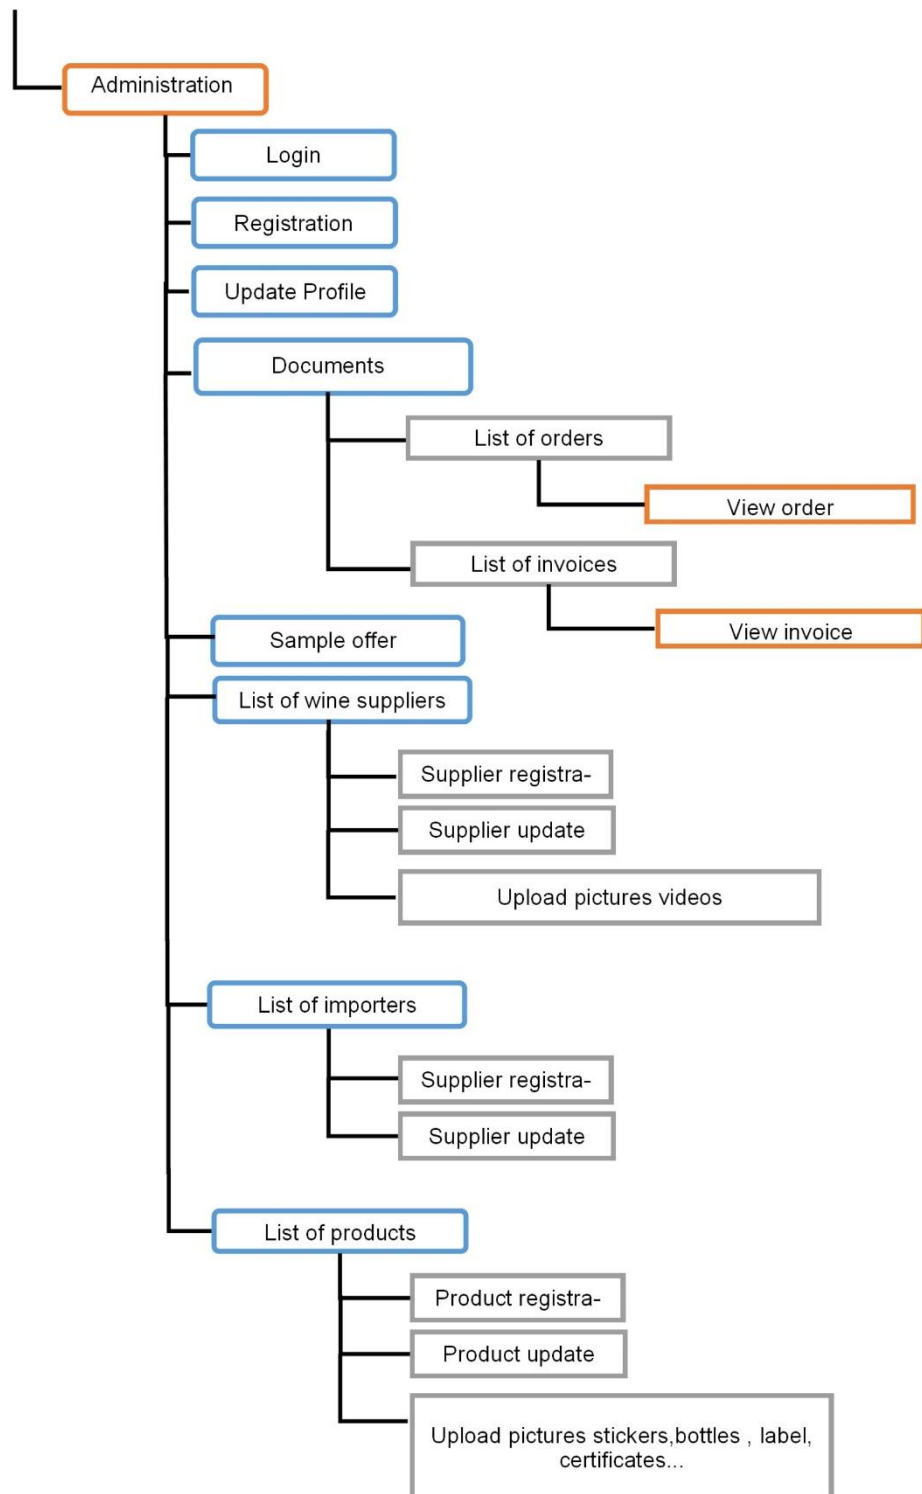 Administration
Login
Registration
Update Profile
Documents
List of orders
View order
List of invoices
View invoice
Sample offer
List of wine suppliers
Supplier registra-
Supplier update
Upload pictures videos
List of importers
Supplier registra-
Supplier update
List of products
Product registra-
Product update
Upload pictures stickers,bottles , label,
certificates...